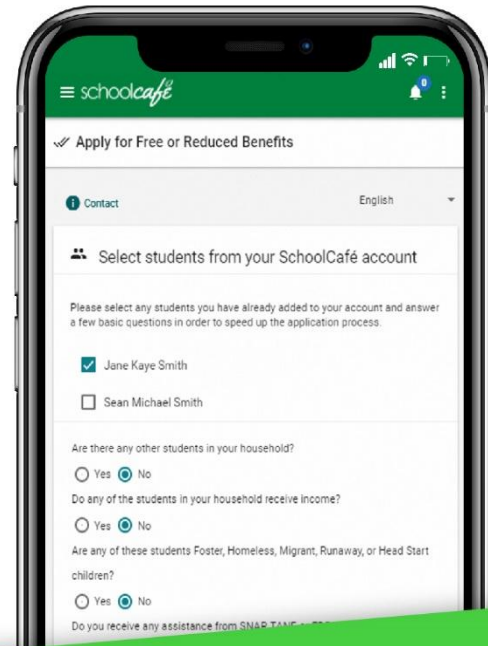 0
schoolcafé
Apply for Free or Reduced Benefits
Contact
English
Select students from your SchoolCafé account
Please select any students you have already added to your account and answer
a few basic questions in order to speed up the application process.
Jane Kaye Smith
Sean Michael Smith
Are there any other students in your household?
Yes No
Do any of the students in your household receive income?
Yes No
Are any of these students Foster, Homeless, Migrant, Runaway, or Head Start
children?
Yes No
Do you receive any assistance from